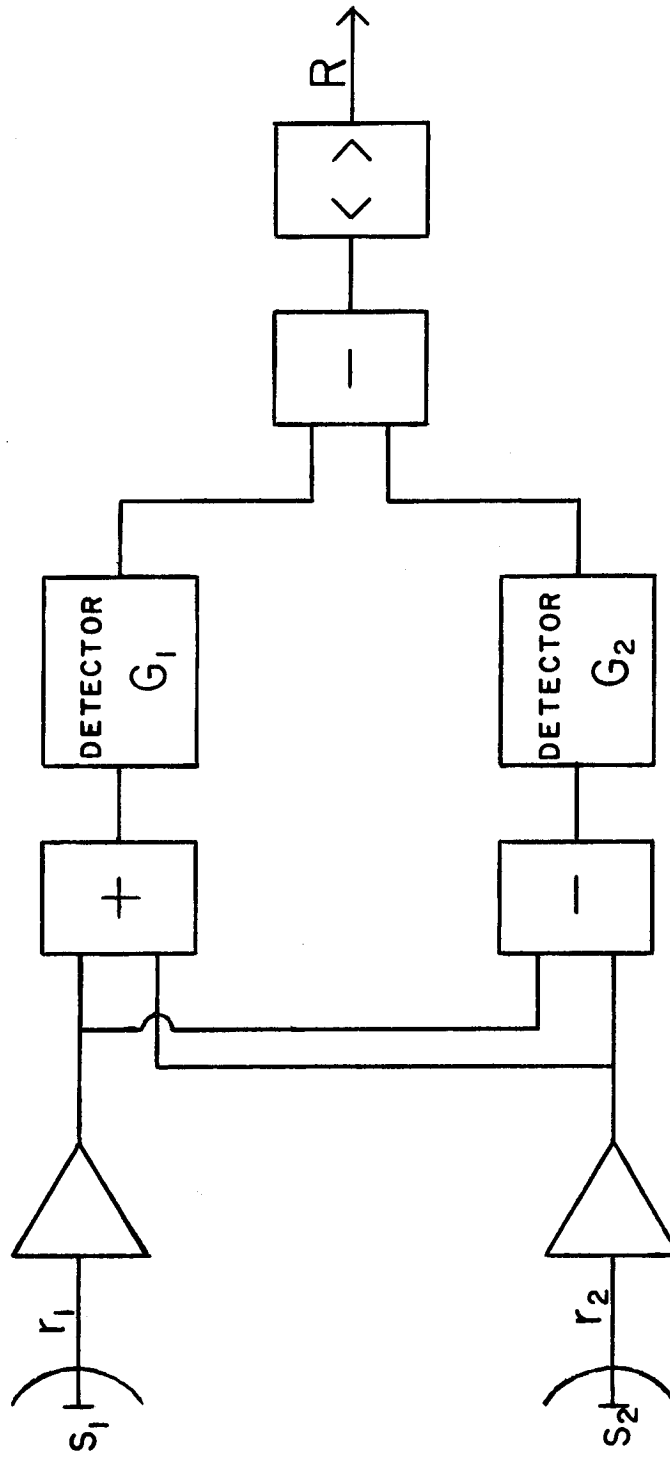 s₁
r₁
+
DETECTOR
G₁
s₂
r₂
−
DETECTOR
G₂
−
< >
R